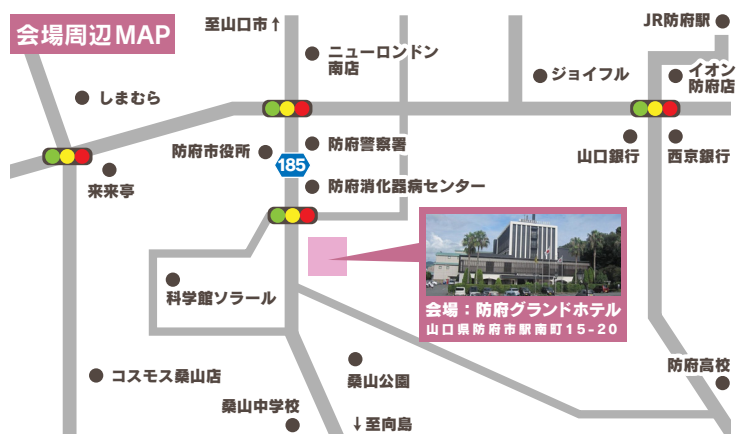 会場周辺MAP
至山口市↑
JR防府駅
ニューロンドン
南店
ジョイフル
イオン
防府店
しまむら
防府市役所
防府警察署
山口銀行
西京銀行
185
来来亭
防府消化器病センター
科学館ソラール
会場：防府グランドホテル
山口県防府市駅南町15-20
コスモス桑山店
桑山公園
防府高校
桑山中学校
↓至向島